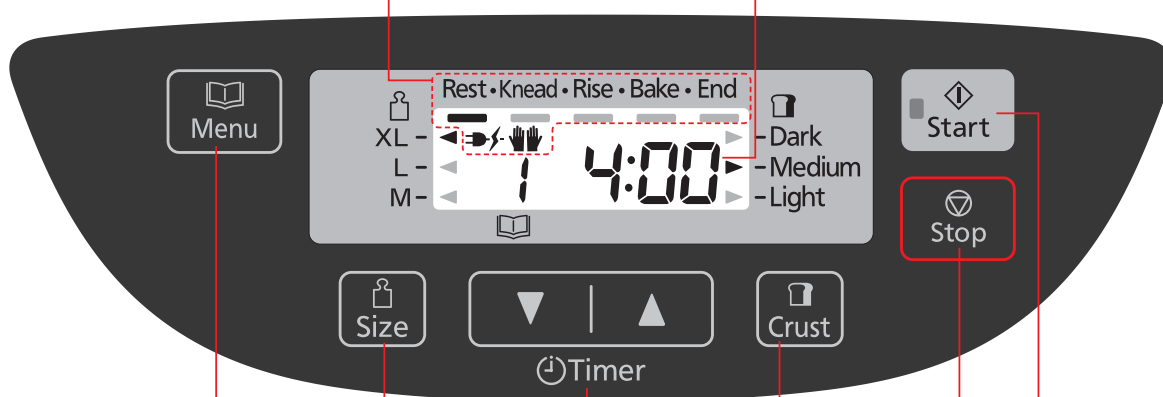 Menu
Rest • Knead • Rise • Bake • End
XL
L
M
1
4:00
Dark
Medium
Light
Start
Stop
Size
Timer
Crust